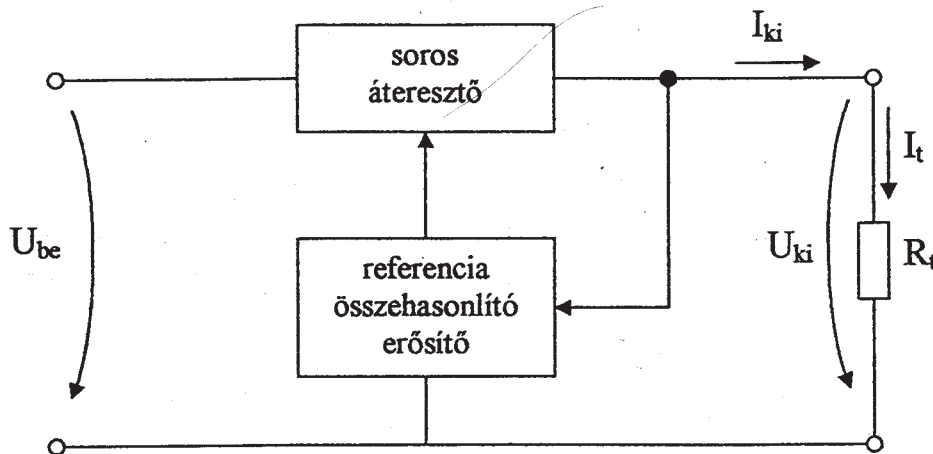 soros
áteresztő
I_ki
I_t
U_be
referencia
összehasonlító
erősítő
U_ki
R_t